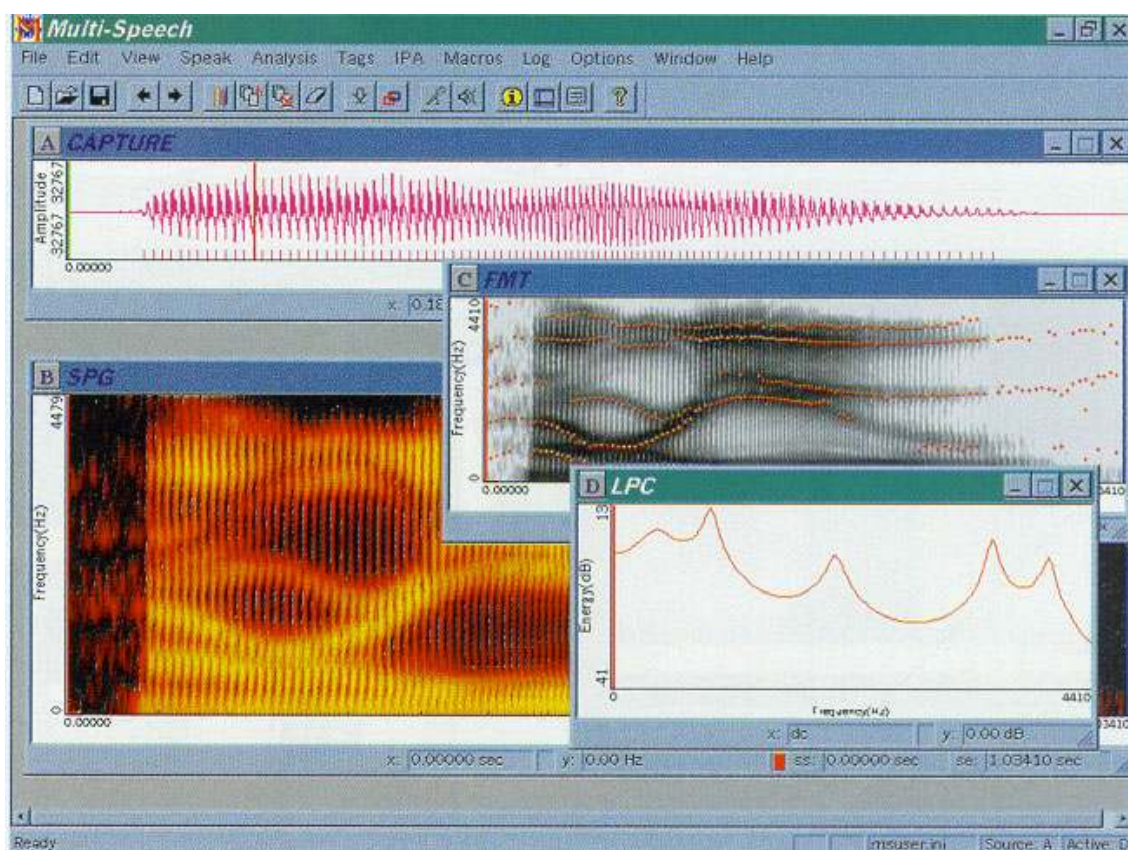 Multi-Speech
File Edit View Speak Analysis Tags IPA Macros Log Options Window Help
A CAPTURE
Amplitude
32767 32767
0.00000
x: 0.18
C FMT
Frequency(Hz)
4410
0
0.00000
B SPG
Frequency(Hz)
4479
0
0.00000
D LPC
Energy(dB)
13
41
0
4410
Frequency(Hz)
x: dc y: 0.00 dB
x: 0.00000 sec y: 0.00 Hz ss: 0.00000 sec se: 1.03410 sec
Ready msuser.ini Source: A Active: D